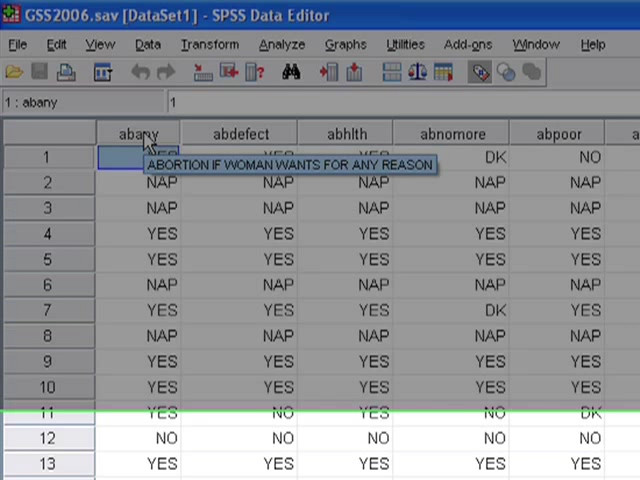 GSS2006.sav [DataSet1] - SPSS Data Editor
File Edit View Data Transform Analyze Graphs Utilities Add-ons Window Help
1 : abany 1
abany abdefect abhlth abnomore abpoor
1 YES YES YES DK NO
ABORTION IF WOMAN WANTS FOR ANY REASON
2 NAP NAP NAP NAP NAP
3 NAP NAP NAP NAP NAP
4 YES YES YES YES YES
5 YES YES YES YES YES
6 NAP NAP NAP NAP NAP
7 YES YES YES DK YES
8 NAP NAP NAP NAP NAP
9 YES YES YES YES YES
10 YES YES YES YES YES
11 YES NO YES NO DK
12 NO NO NO NO NO
13 YES YES YES YES YES